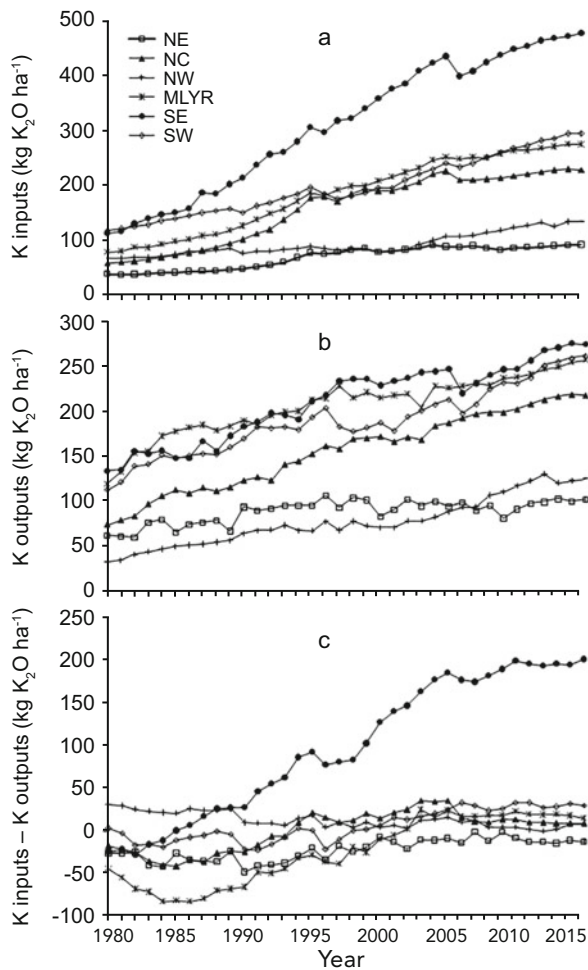 500
400
300
200
100
0
K inputs (kg K₂O ha⁻¹)
a
NE
NC
NW
MLYR
SE
SW
300
250
200
150
100
50
0
K outputs (kg K₂O ha⁻¹)
b
250
200
150
100
50
0
-50
-100
K inputs – K outputs (kg K₂O ha⁻¹)
c
1980 1985 1990 1995 2000 2005 2010 2015
Year